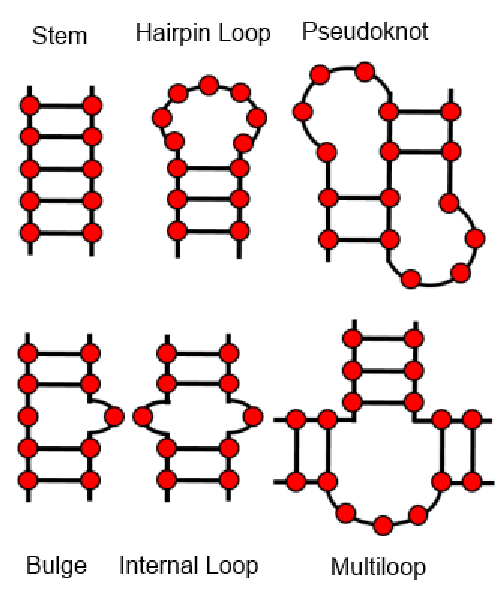 Stem
Hairpin Loop
Pseudoknot
Bulge
Internal Loop
Multiloop